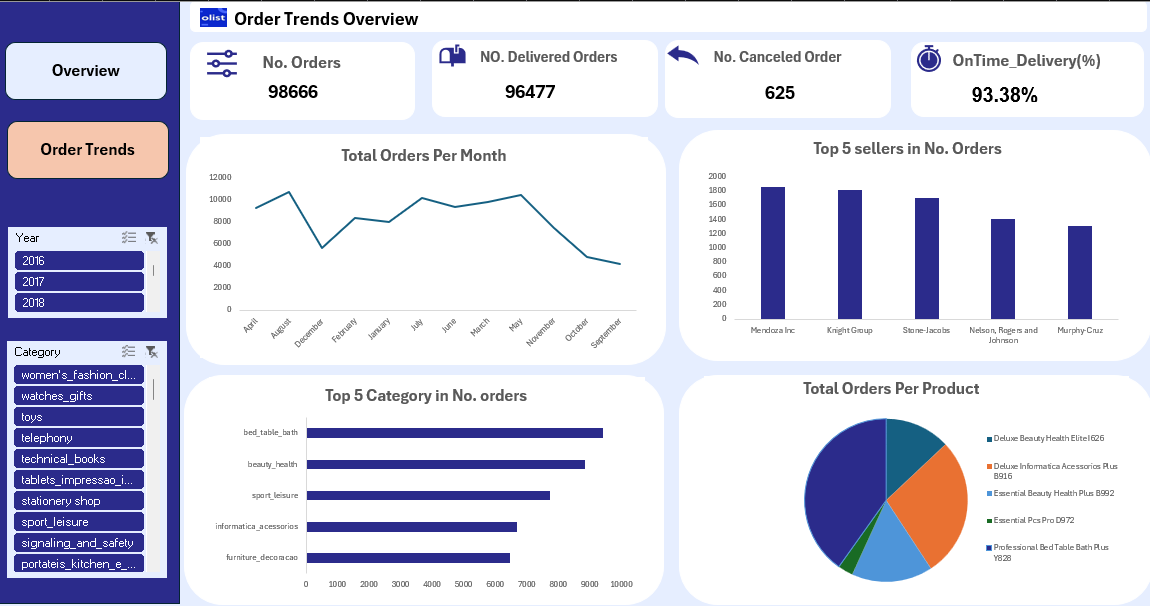 olist Order Trends Overview
Overview
Order Trends
No. Orders
98666
NO. Delivered Orders
96477
No. Canceled Order
625
OnTime_Delivery(%)
93.38%
Year
2016
2017
2018
Category
women's_fashion_cl...
watches_gifts
toys
telephony
technical_books
tablets_impressao_i...
stationery shop
sport_leisure
signaling_and_safety
portateis_kitchen_e_...
Total Orders Per Month
12000
10000
8000
6000
4000
2000
0
April
August
December
February
January
July
June
March
May
November
October
September
Top 5 sellers in No. Orders
2000
1800
1600
1400
1200
1000
800
600
400
200
0
Mendoza Inc
Knight Group
Stone-Jacobs
Nelson, Rogers and
Johnson
Murphy-Cruz
Top 5 Category in No. orders
bed_table_bath
beauty_health
sport_leisure
informatica_acessorios
furniture_decoracao
0 1000 2000 3000 4000 5000 6000 7000 8000 9000 10000
Total Orders Per Product
Deluxe Beauty Health Elite I626
Deluxe Informatica Acessorios Plus
B916
Essential Beauty Health Plus B992
Essential Pcs Pro D972
Professional Bed Table Bath Plus
Y828